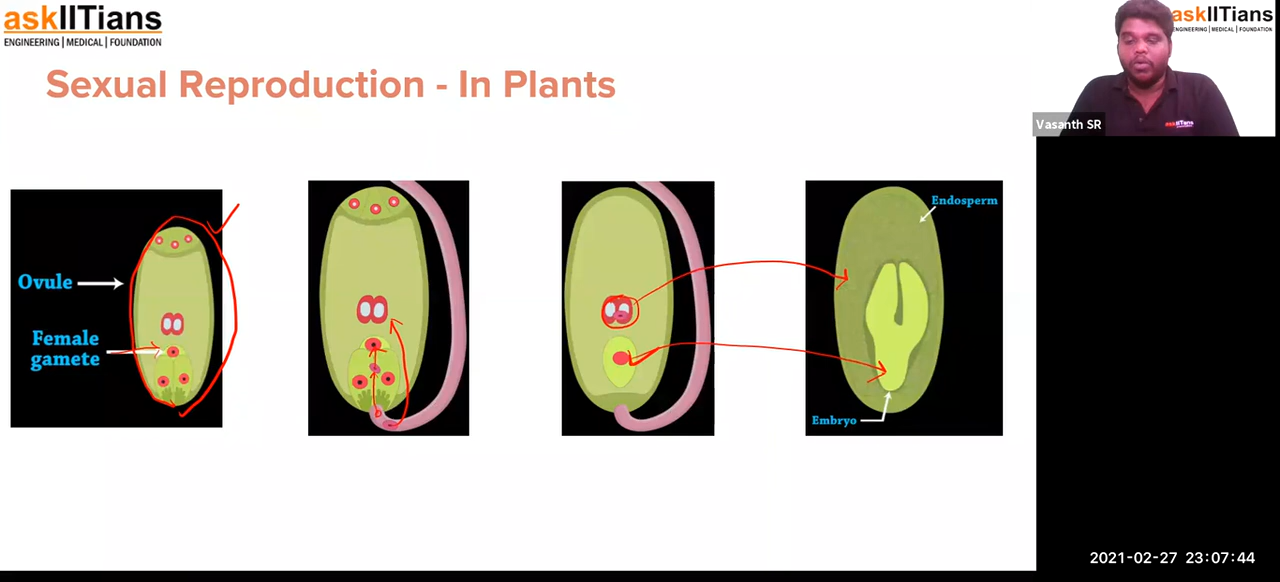 askIITians
ENGINEERING | MEDICAL | FOUNDATION
askIITians
ENGINEERING | MEDICAL | FOUNDATION
Sexual Reproduction - In Plants
Vasanth SR
askIITians
Ovule
Female
gamete
Endosperm
Embryo
2021-02-27 23:07:44